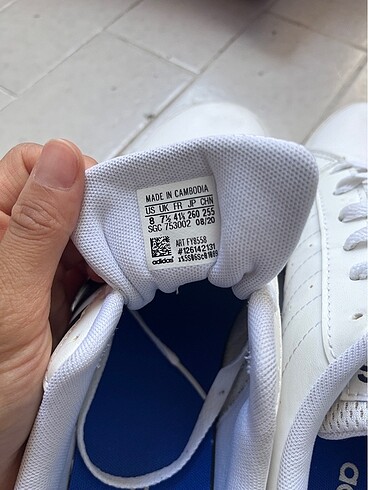 MADE IN CAMBODIA
US UK FR JP CHN
8 7½ 41⅓ 260 255
SGC 753002 08/20
ART FY8558
#126142131
adidas